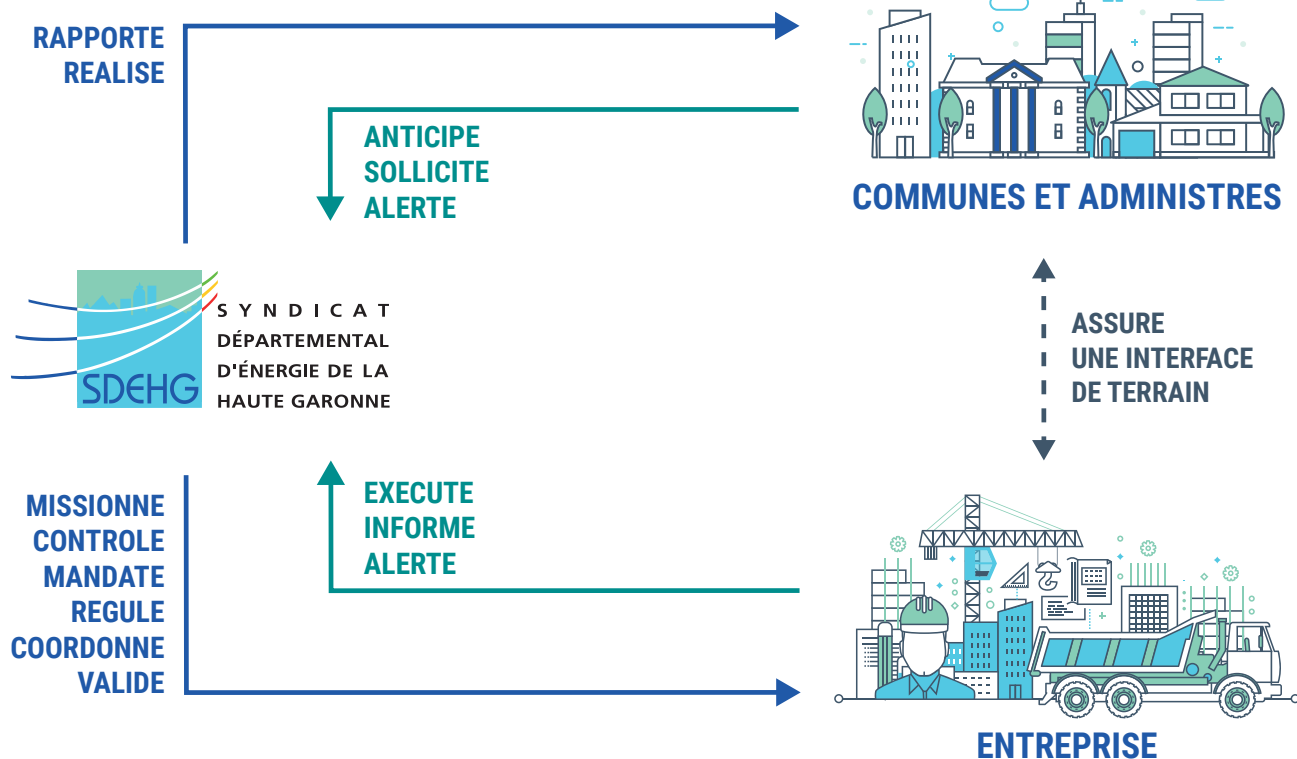 RAPPORTE
REALISE
ANTICIPE
SOLLICITE
ALERTE
COMMUNES ET ADMINISTRES
SYNDICAT
DÉPARTEMENTAL
D'ÉNERGIE DE LA
HAUTE GARONNE
SDEHG
ASSURE
UNE INTERFACE
DE TERRAIN
MISSIONNE
CONTROLE
MANDATE
REGULE
COORDONNE
VALIDE
EXECUTE
INFORME
ALERTE
ENTREPRISE